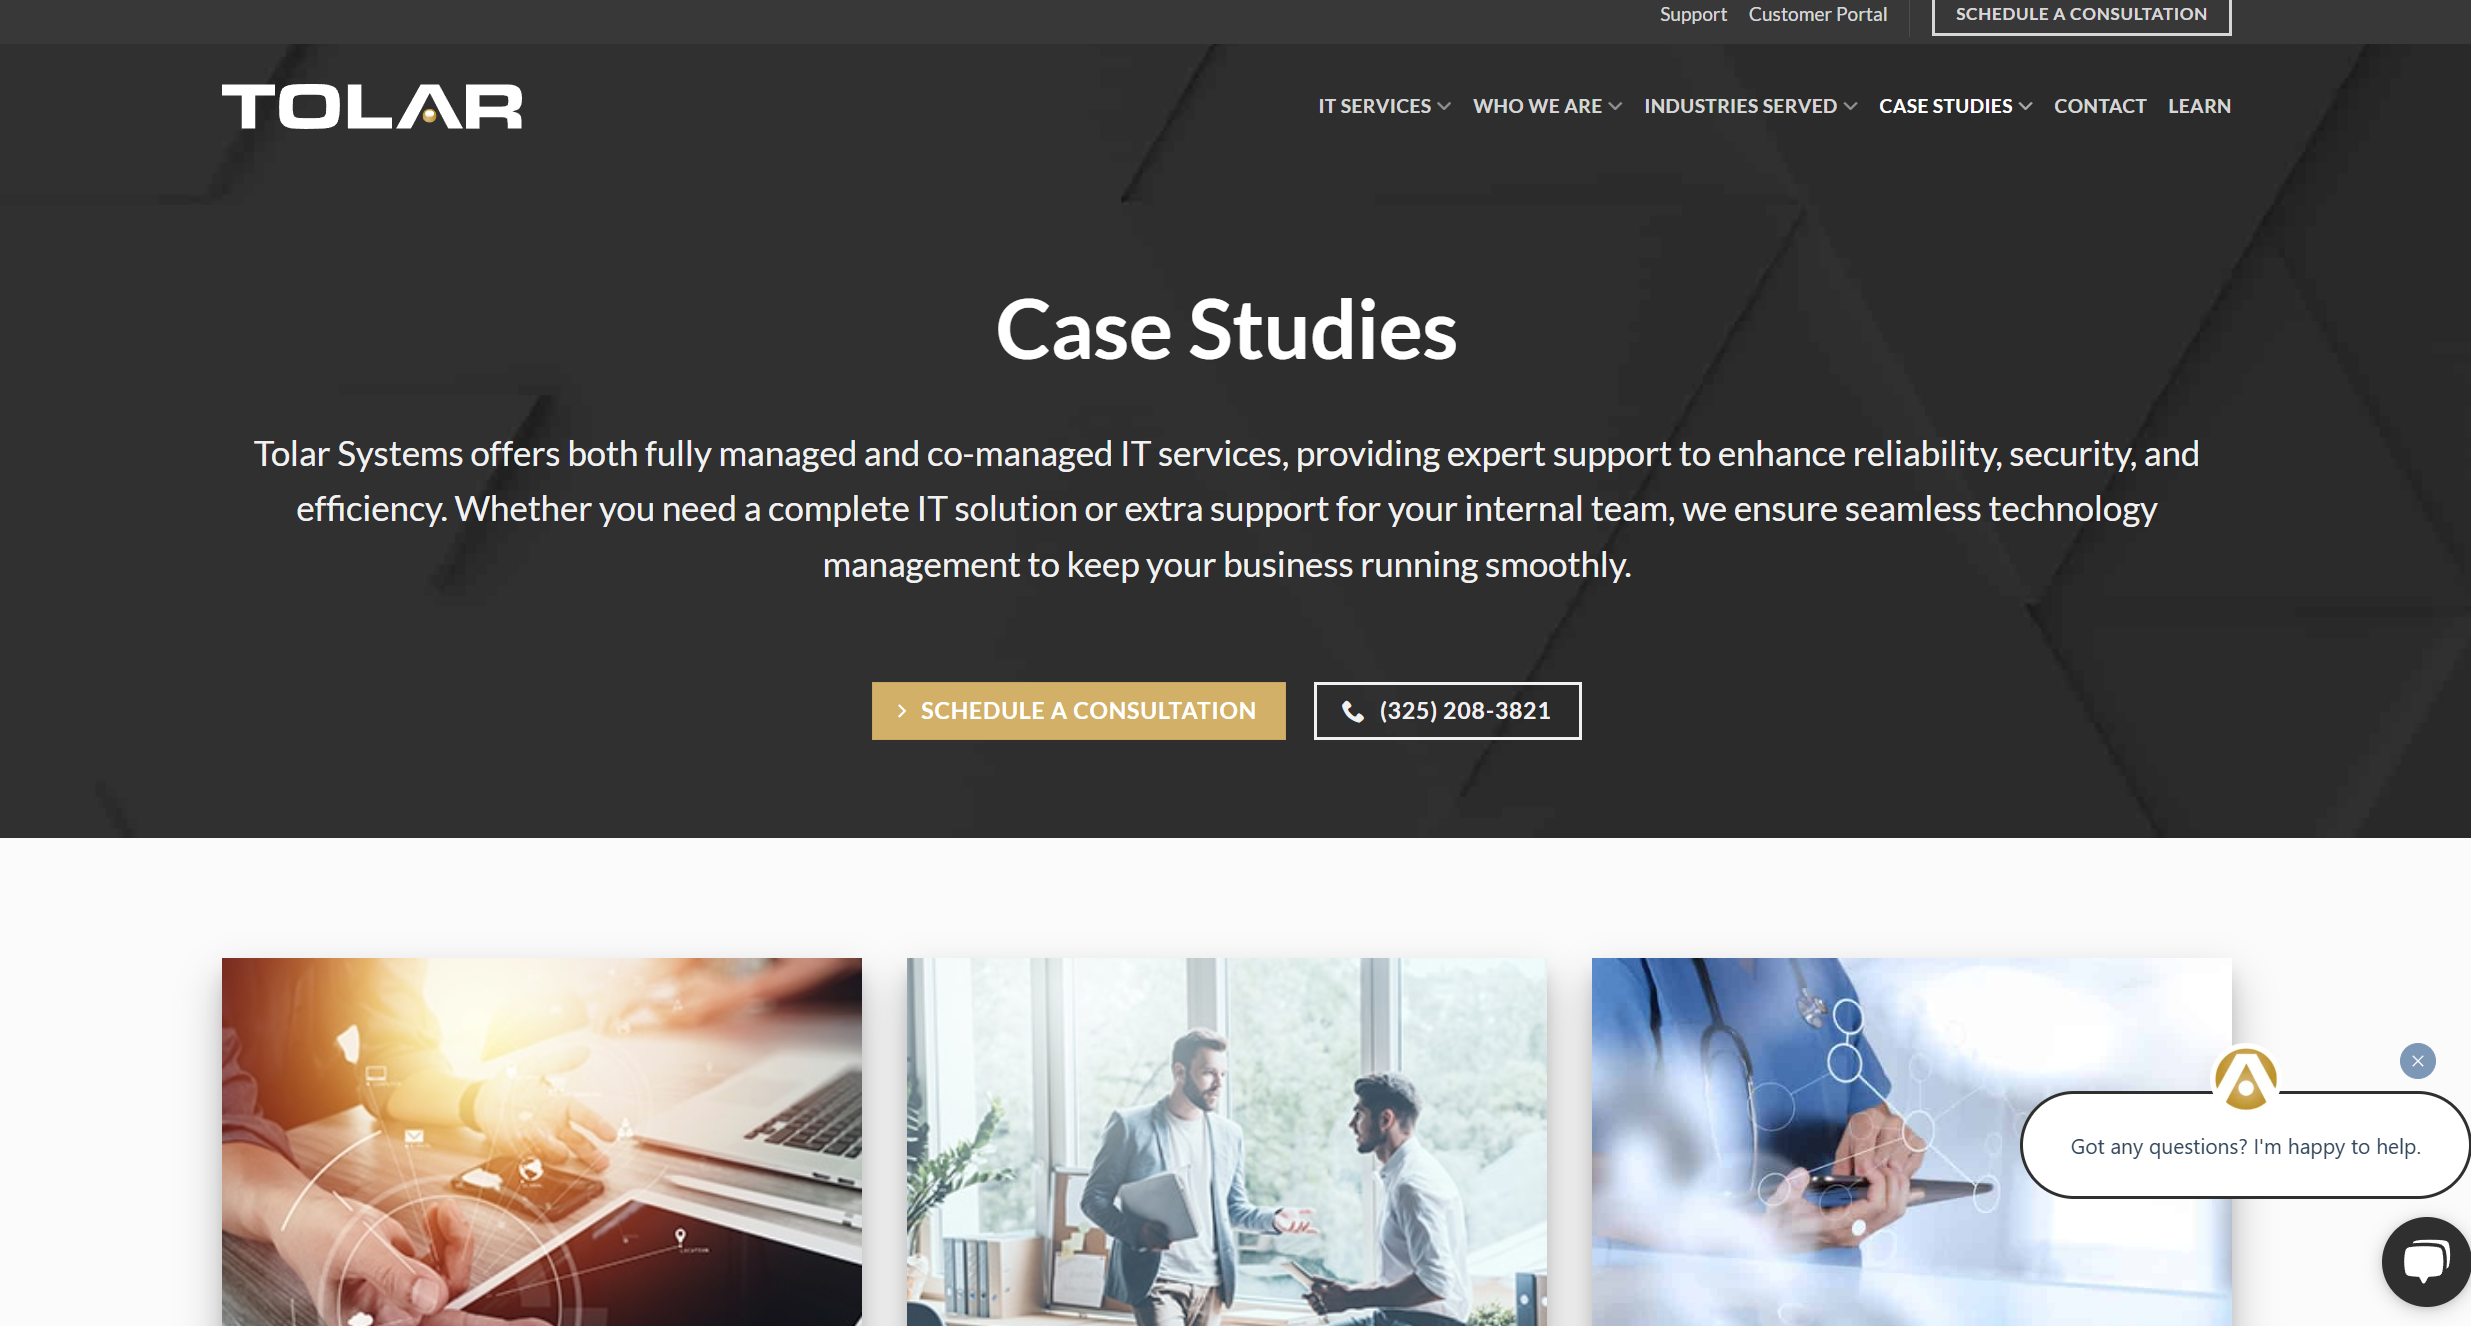 Support Customer Portal SCHEDULE A CONSULTATION
TOLAR
IT SERVICES WHO WE ARE INDUSTRIES SERVED CASE STUDIES CONTACT LEARN
Case Studies
Tolar Systems offers both fully managed and co-managed IT services, providing expert support to enhance reliability, security, and
efficiency. Whether you need a complete IT solution or extra support for your internal team, we ensure seamless technology
management to keep your business running smoothly.
SCHEDULE A CONSULTATION (325) 208-3821
Got any questions? I'm happy to help.